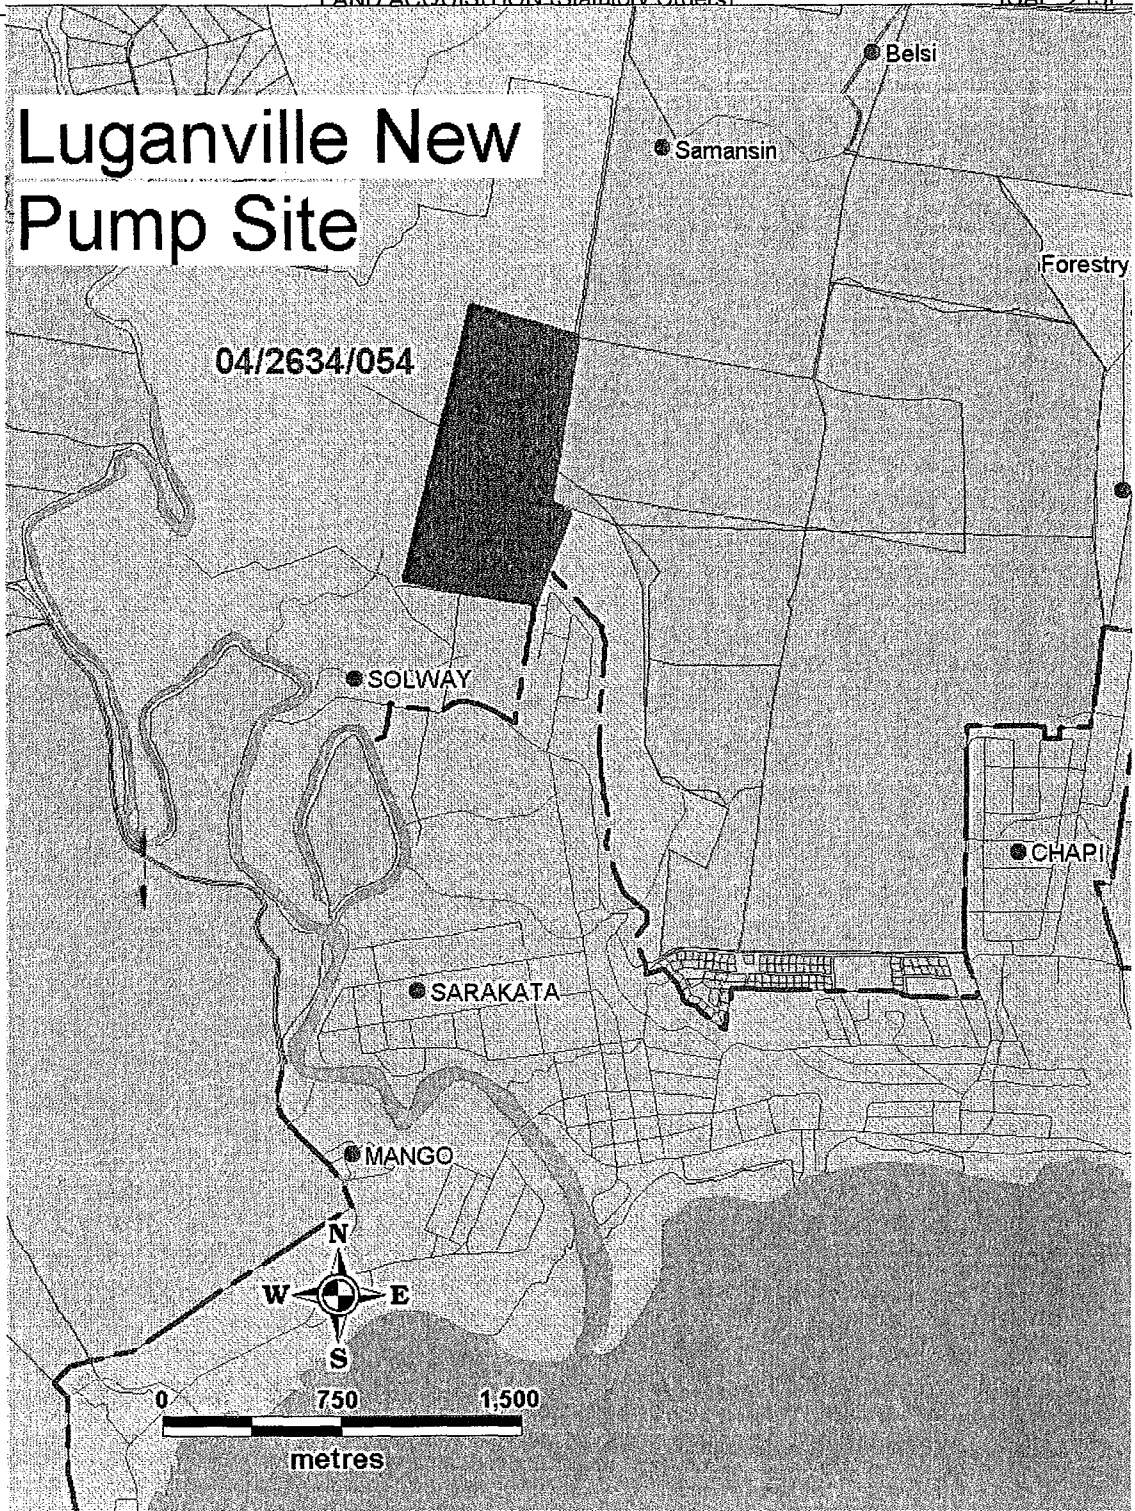 Belsi
Luganville New
Pump Site
Samansin
Forestry
04/2634/054
SOLWAY
CHAPI
SARAKATA
MANGO
N
W E
S
0 750 1,500
metres